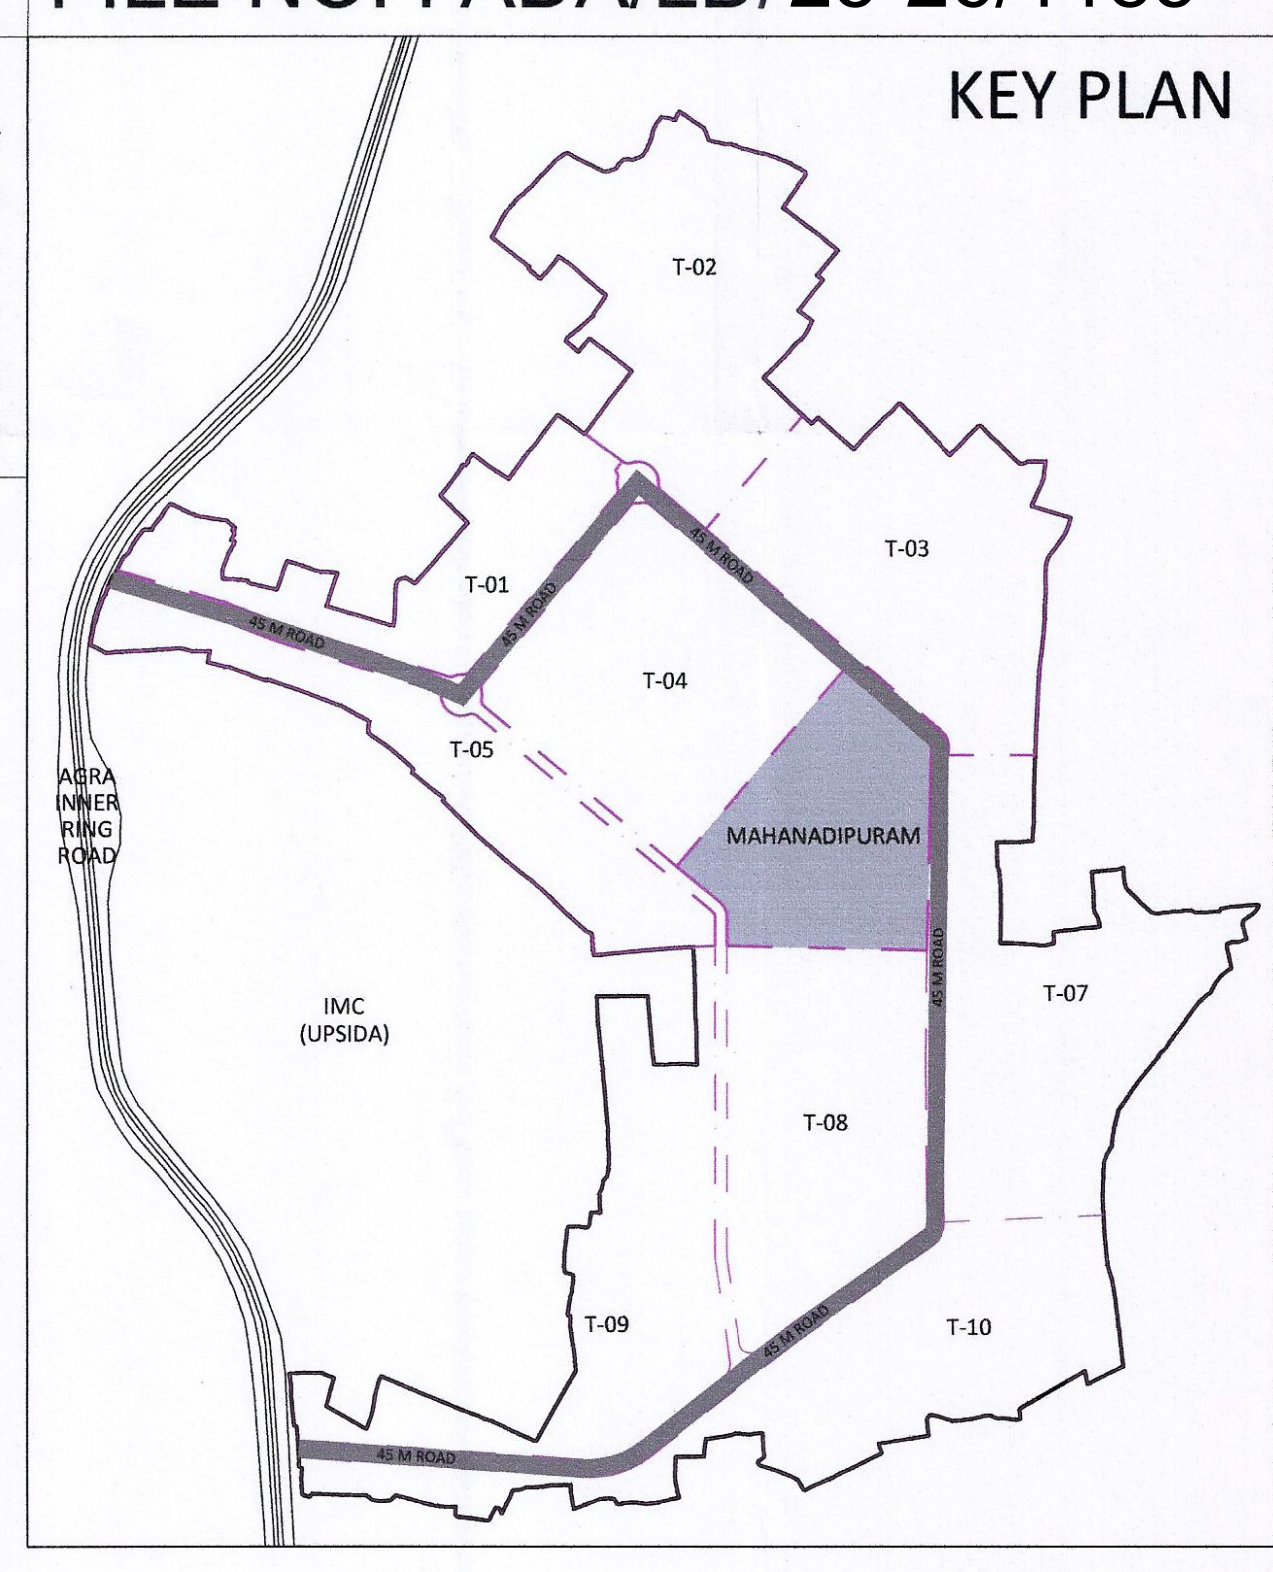 KEY PLAN
T-02
T-03
45 M ROAD
T-01
45 M ROAD
45 M ROAD
T-04
T-05
AGRA
INNER
RING
ROAD
MAHANADIPURAM
45 M ROAD
T-07
IMC
(UPSIDA)
T-08
T-09
45 M ROAD
T-10
45 M ROAD